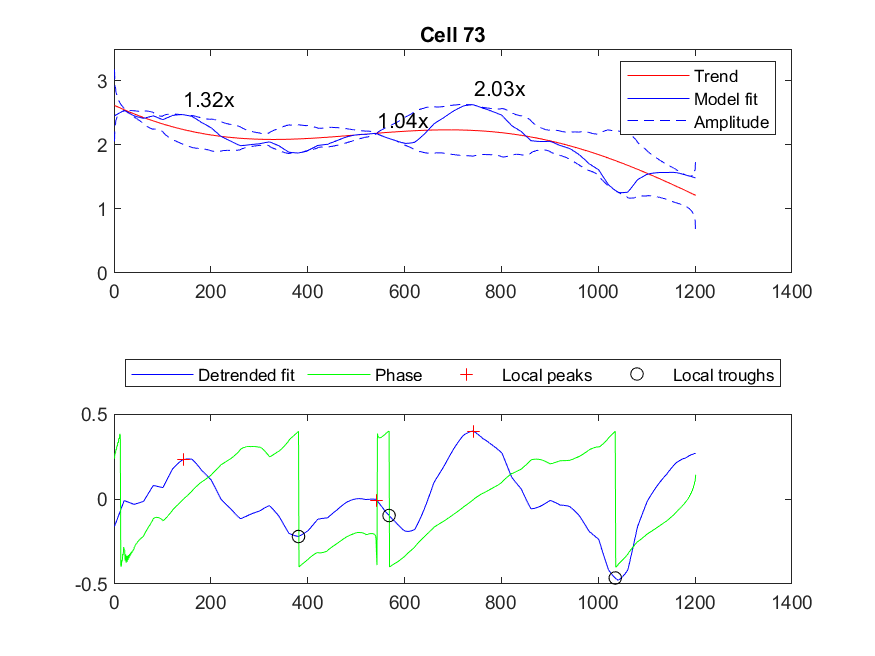 Cell 73
3
2
1
0
1.32x
1.04x
2.03x
Trend
Model fit
Amplitude
0 200 400 600 800 1000 1200 1400
Detrended fit Phase Local peaks Local troughs
0.5
0
-0.5
0 200 400 600 800 1000 1200 1400